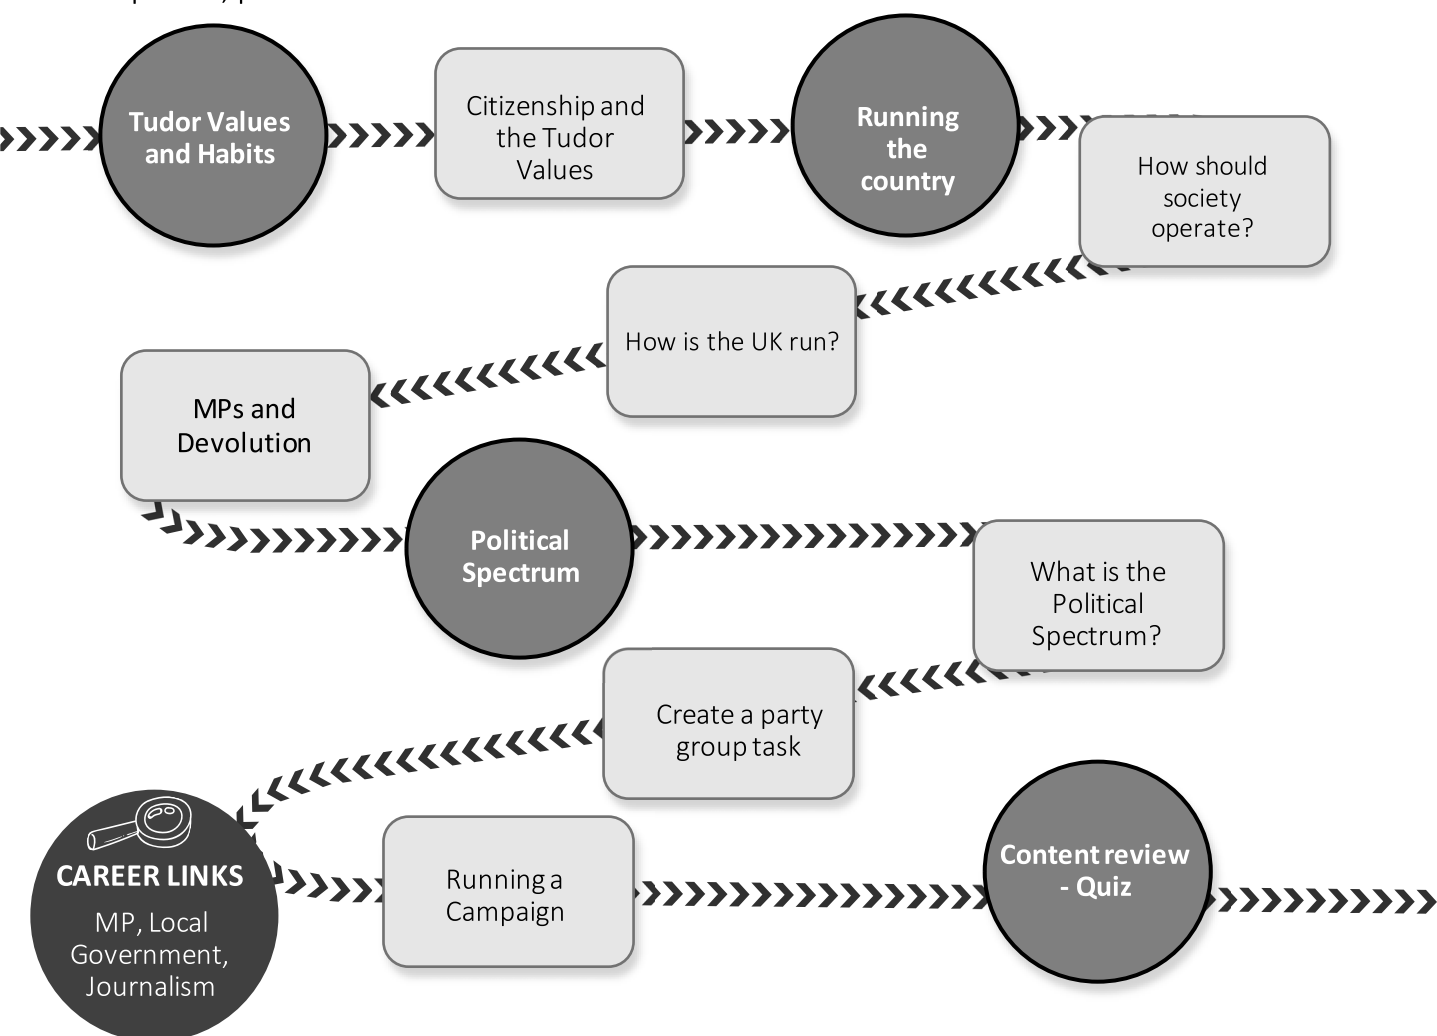 Tudor Values
and Habits
Citizenship and
the Tudor
Values
Running
the
country
How should
society
operate?
How is the UK run?
MPs and
Devolution
Political
Spectrum
What is the
Political
Spectrum?
Create a party
group task
CAREER LINKS
MP, Local
Government,
Journalism
Running a
Campaign
Content review
- Quiz